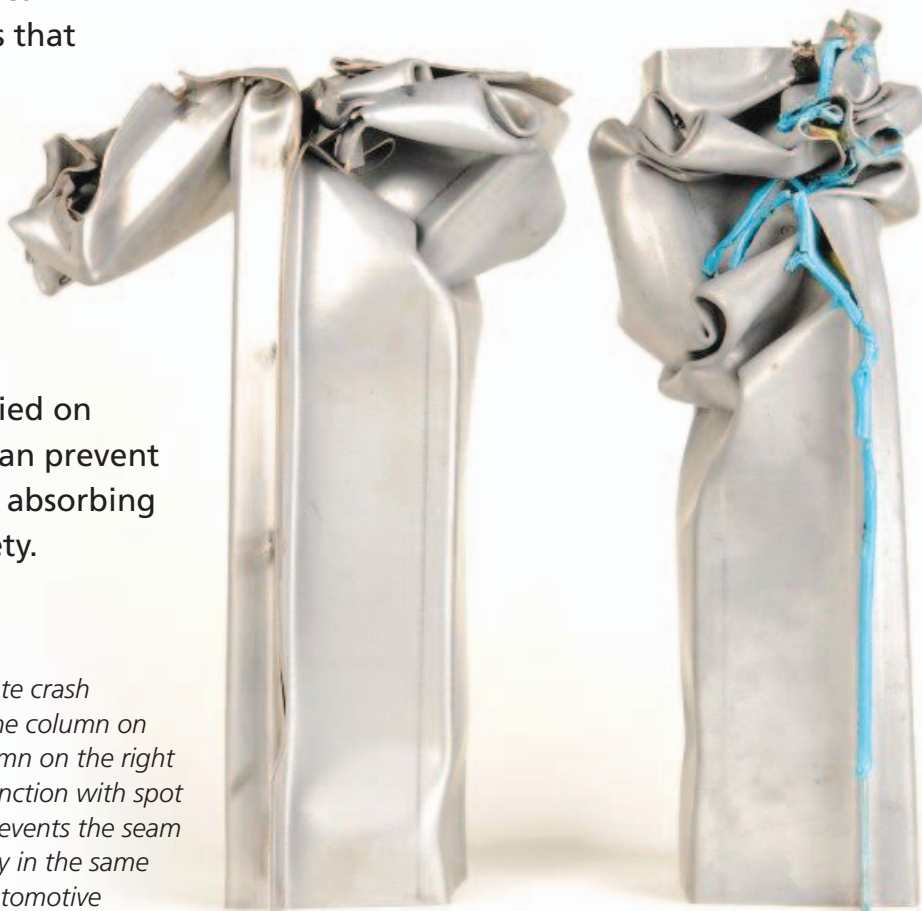 s that
ied on
an prevent
absorbing
ety.
te crash
ne column on
mn on the right
nction with spot
revents the seam
y in the same
tomotive